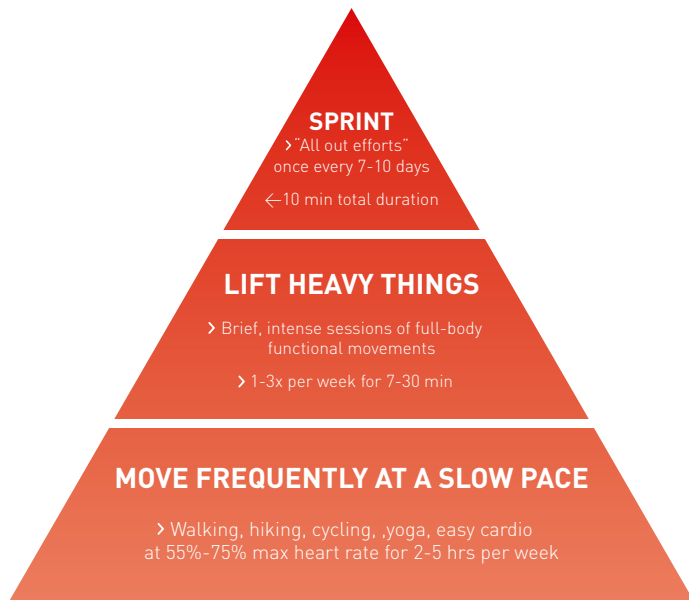 SPRINT
> "All out efforts"
once every 7-10 days
<-10 min total duration
LIFT HEAVY THINGS
> Brief, intense sessions of full-body
functional movements
> 1-3x per week for 7-30 min
MOVE FREQUENTLY AT A SLOW PACE
> Walking, hiking, cycling, ,yoga, easy cardio
at 55%-75% max heart rate for 2-5 hrs per week